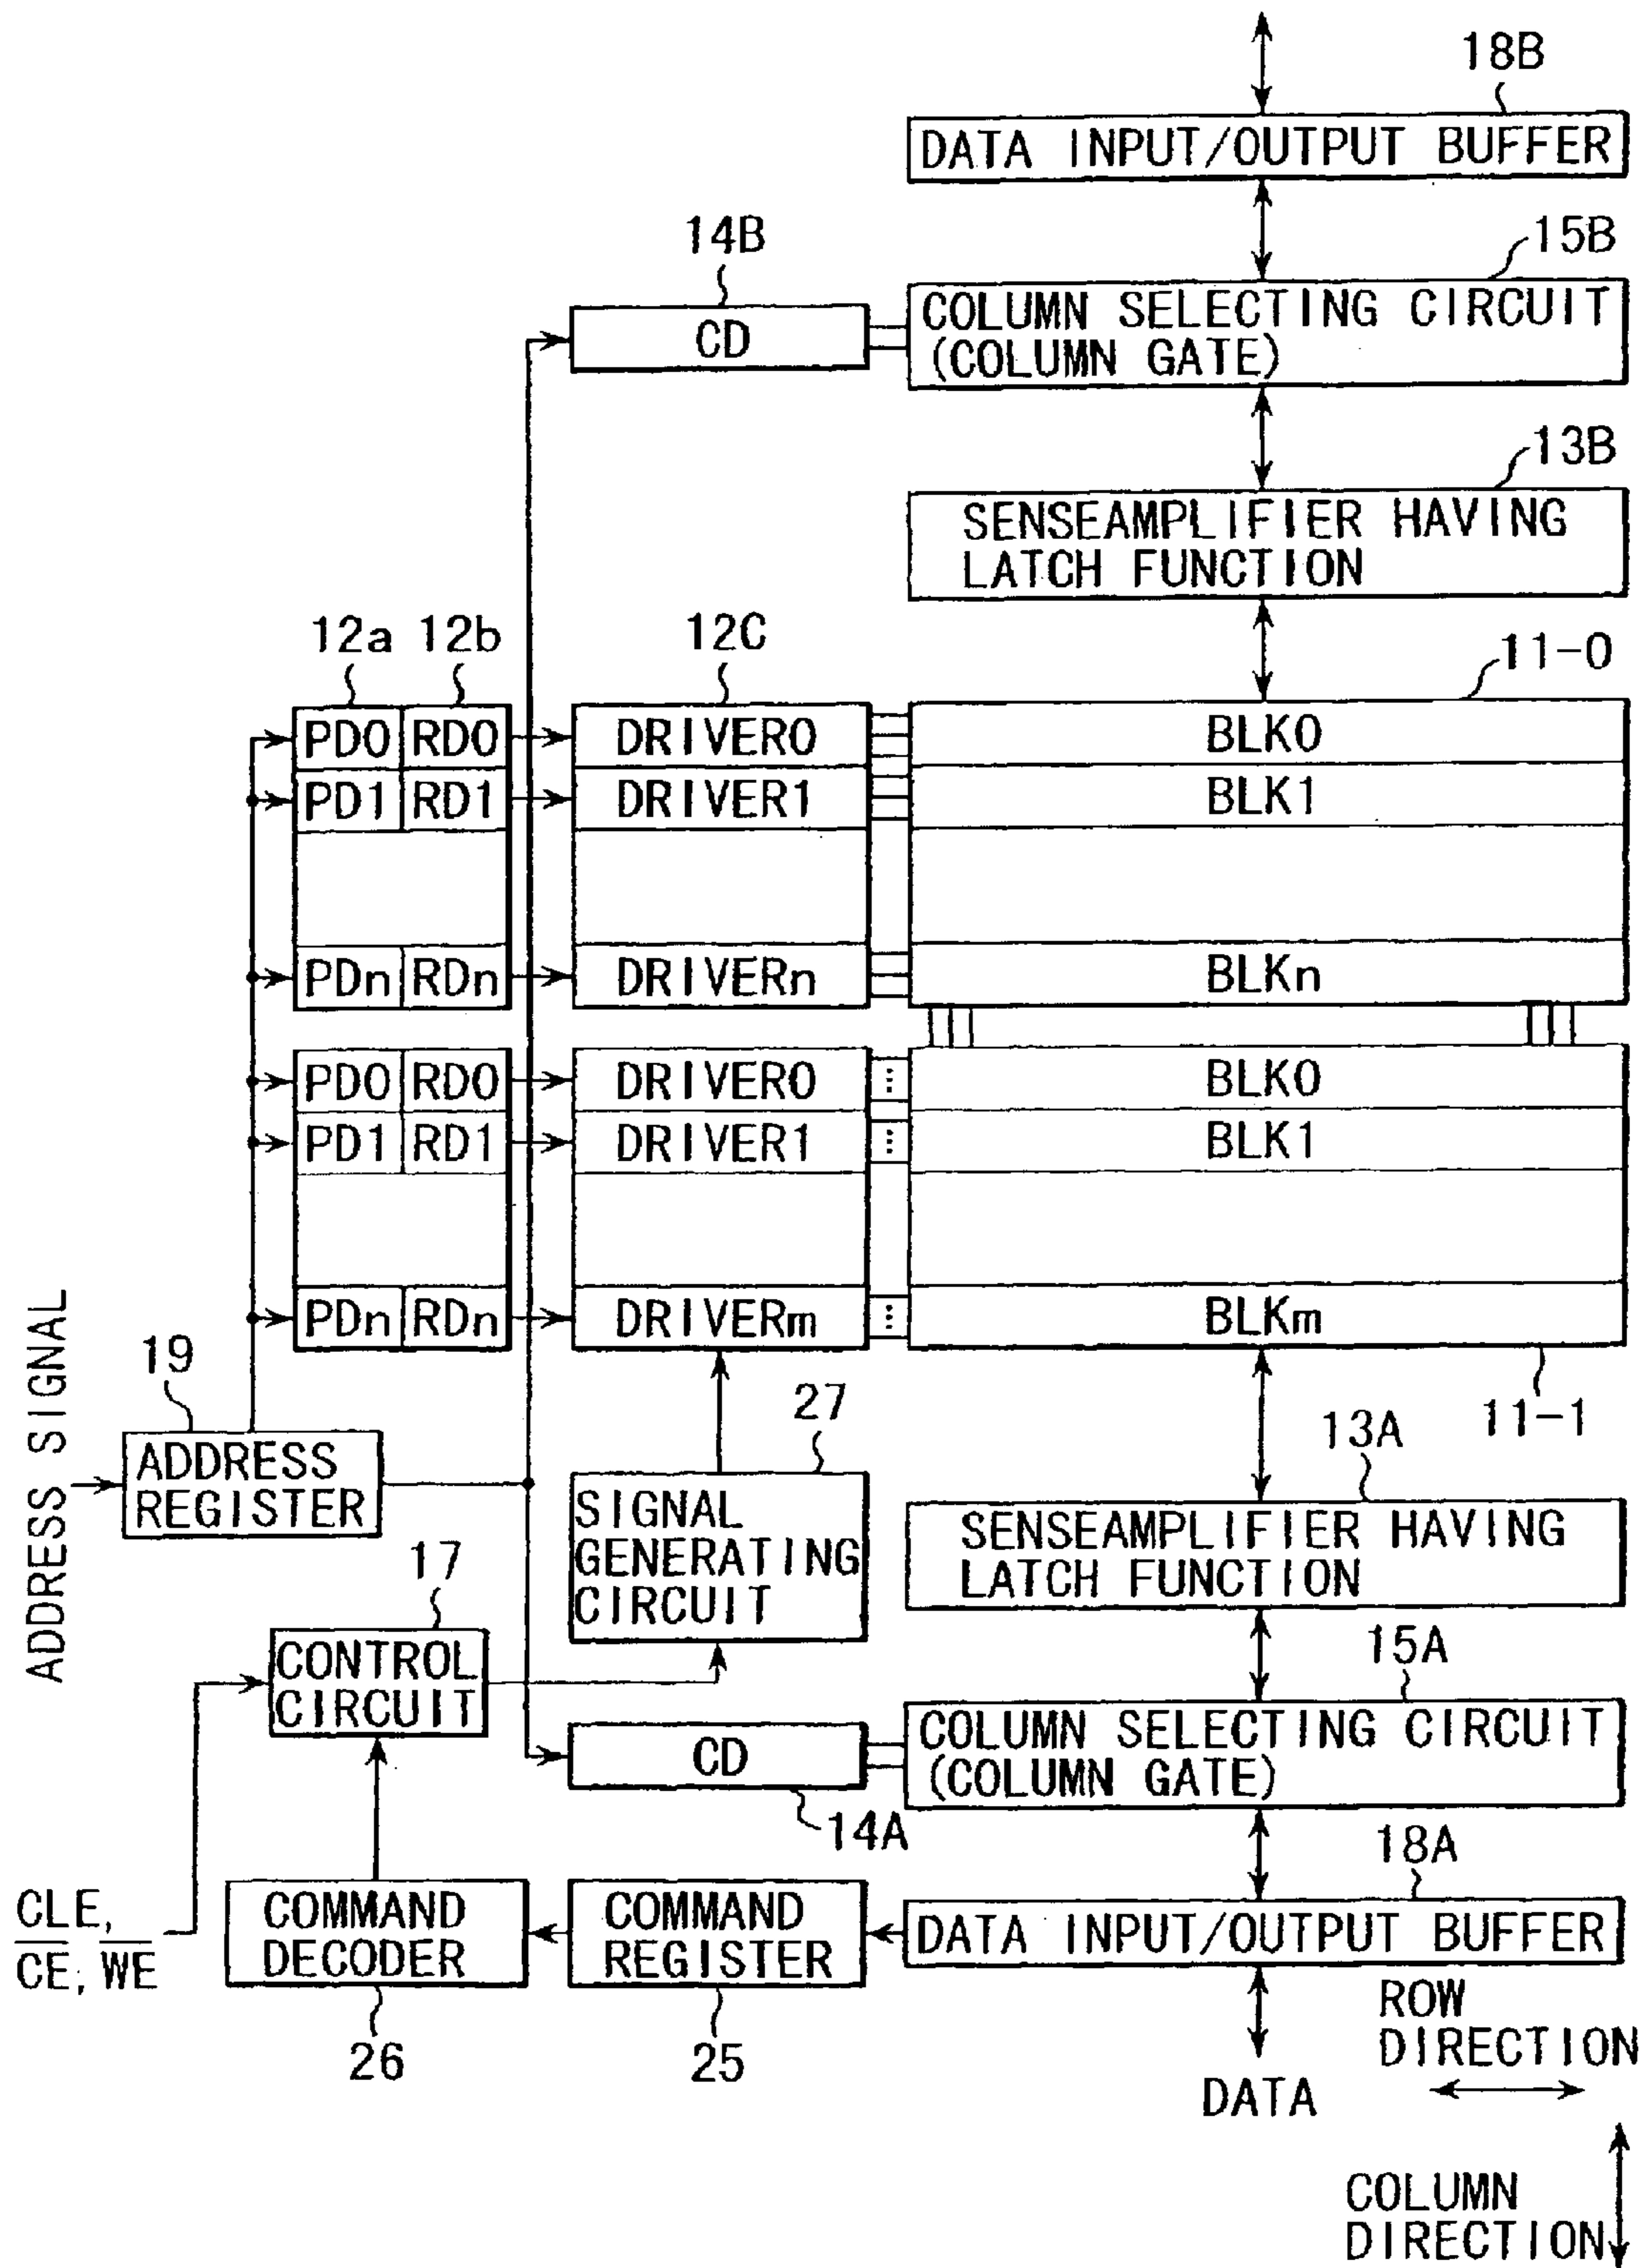 18B
DATA INPUT/OUTPUT BUFFER
14B
15B
CD
COLUMN SELECTING CIRCUIT
(COLUMN GATE)
13B
SENSEAMPLIFIER HAVING
LATCH FUNCTION
12a 12b 12C 11-0
PD0 RD0 DRIVER0 BLK0
PD1 RD1 DRIVER1 BLK1
PDn RDn DRIVERn BLKn
PD0 RD0 DRIVER0 ... BLK0
PD1 RD1 DRIVER1 ... BLK1
PDn RDn DRIVERm ... BLKm
ADDRESS SIGNAL
19
ADDRESS
REGISTER
27
SIGNAL
GENERATING
CIRCUIT
11-1
13A
SENSEAMPLIFIER HAVING
LATCH FUNCTION
17
CONTROL
CIRCUIT
15A
CD
COLUMN SELECTING CIRCUIT
(COLUMN GATE)
14A
18A
CLE,
C̅E̅, W̅E̅
COMMAND
DECODER
COMMAND
REGISTER
DATA INPUT/OUTPUT BUFFER
26
25
DATA
ROW
DIRECTION
COLUMN
DIRECTION